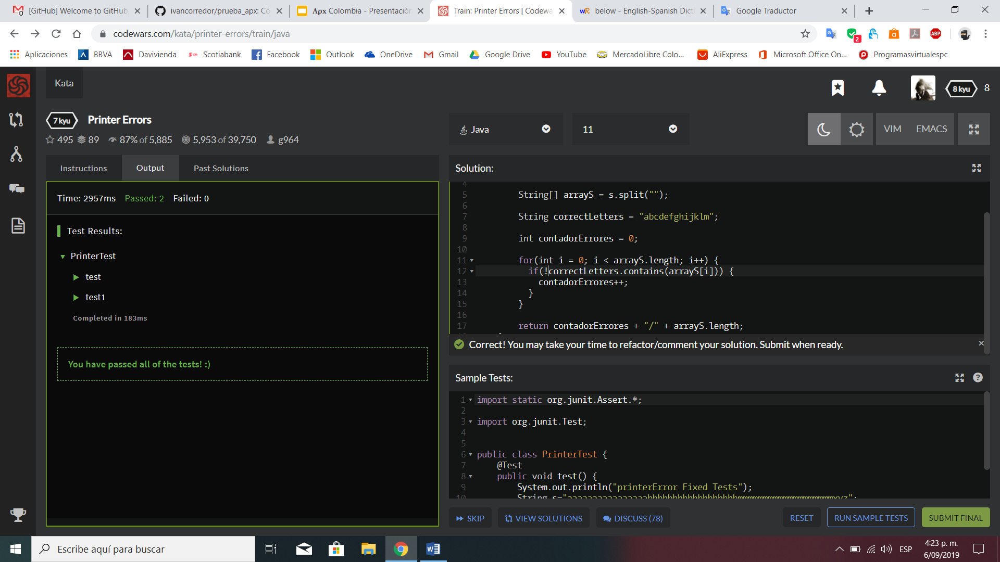 [GitHub] Welcome to GitHub,
ivancorredor/prueba_apx: Có
Λρχ Colombia - Presentación
Train: Printer Errors | Codewa
below - English-Spanish Dict
Google Traductor
codewars.com/kata/printer-errors/train/java
2
ABP
Aplicaciones
BBVA
Davivienda
Scotiabank
Facebook
Outlook
OneDrive
Gmail
Google Drive
YouTube
MercadoLibre Colo...
AliExpress
Microsoft Office On...
Programasvirtualespc
Kata
8 kyu
8
7 kyu
Printer Errors
495 89 87% of 5,885 5,953 of 39,750 g964
Java
11
VIM
EMACS
Instructions
Output
Past Solutions
Time: 2957ms Passed: 2 Failed: 0
Test Results:
PrinterTest
test
test1
Completed in 183ms
You have passed all of the tests! :)
Solution:
4
5 String[] arrayS = s.split("");
6
7 String correctLetters = "abcdefghijklm";
8
9 int contadorErrores = 0;
10
11 for(int i = 0; i < arrayS.length; i++) {
12 if(!correctLetters.contains(arrayS[i])) {
13 contadorErrores++;
14 }
15 }
16
17 return contadorErrores + "/" + arrayS.length;
Correct! You may take your time to refactor/comment your solution. Submit when ready.
Sample Tests:
1 import static org.junit.Assert.*;
2
3 import org.junit.Test;
4
5
6 public class PrinterTest {
7 @Test
8 public void test() {
9 System.out.println("printerError Fixed Tests");
10 String
SKIP
VIEW SOLUTIONS
DISCUSS (78)
RESET
RUN SAMPLE TESTS
SUBMIT FINAL
Escribe aquí para buscar
ESP
4:23 p. m.
6/09/2019